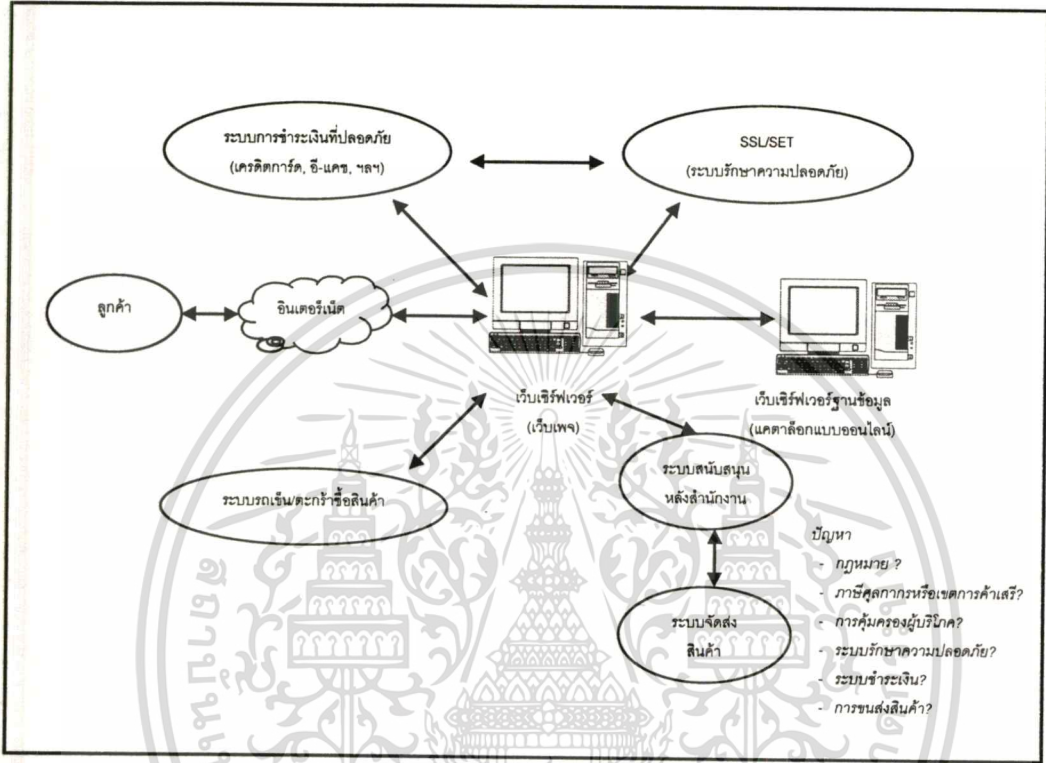 ระบบการชำระเงินที่ปลอดภัย
(เครดิตการ์ด, อี-แคช, ฯลฯ)
SSL/SET
(ระบบรักษาความปลอดภัย)
ลูกค้า
อินเตอร์เน็ต
เว็บเซิร์ฟเวอร์
(เว็บเพจ)
เว็บเซิร์ฟเวอร์ฐานข้อมูล
(แคตาล็อกแบบออนไลน์)
ระบบรถเข็น/ตะกร้าซื้อสินค้า
ระบบสนับสนุน
หลังสำนักงาน
ระบบจัดส่ง
สินค้า
ปัญหา
- กฎหมาย ?
- ภาษีศุลกากรหรือเขตการค้าเสรี?
- การคุ้มครองผู้บริโภค?
- ระบบรักษาความปลอดภัย?
- ระบบชำระเงิน?
- การขนส่งสินค้า?